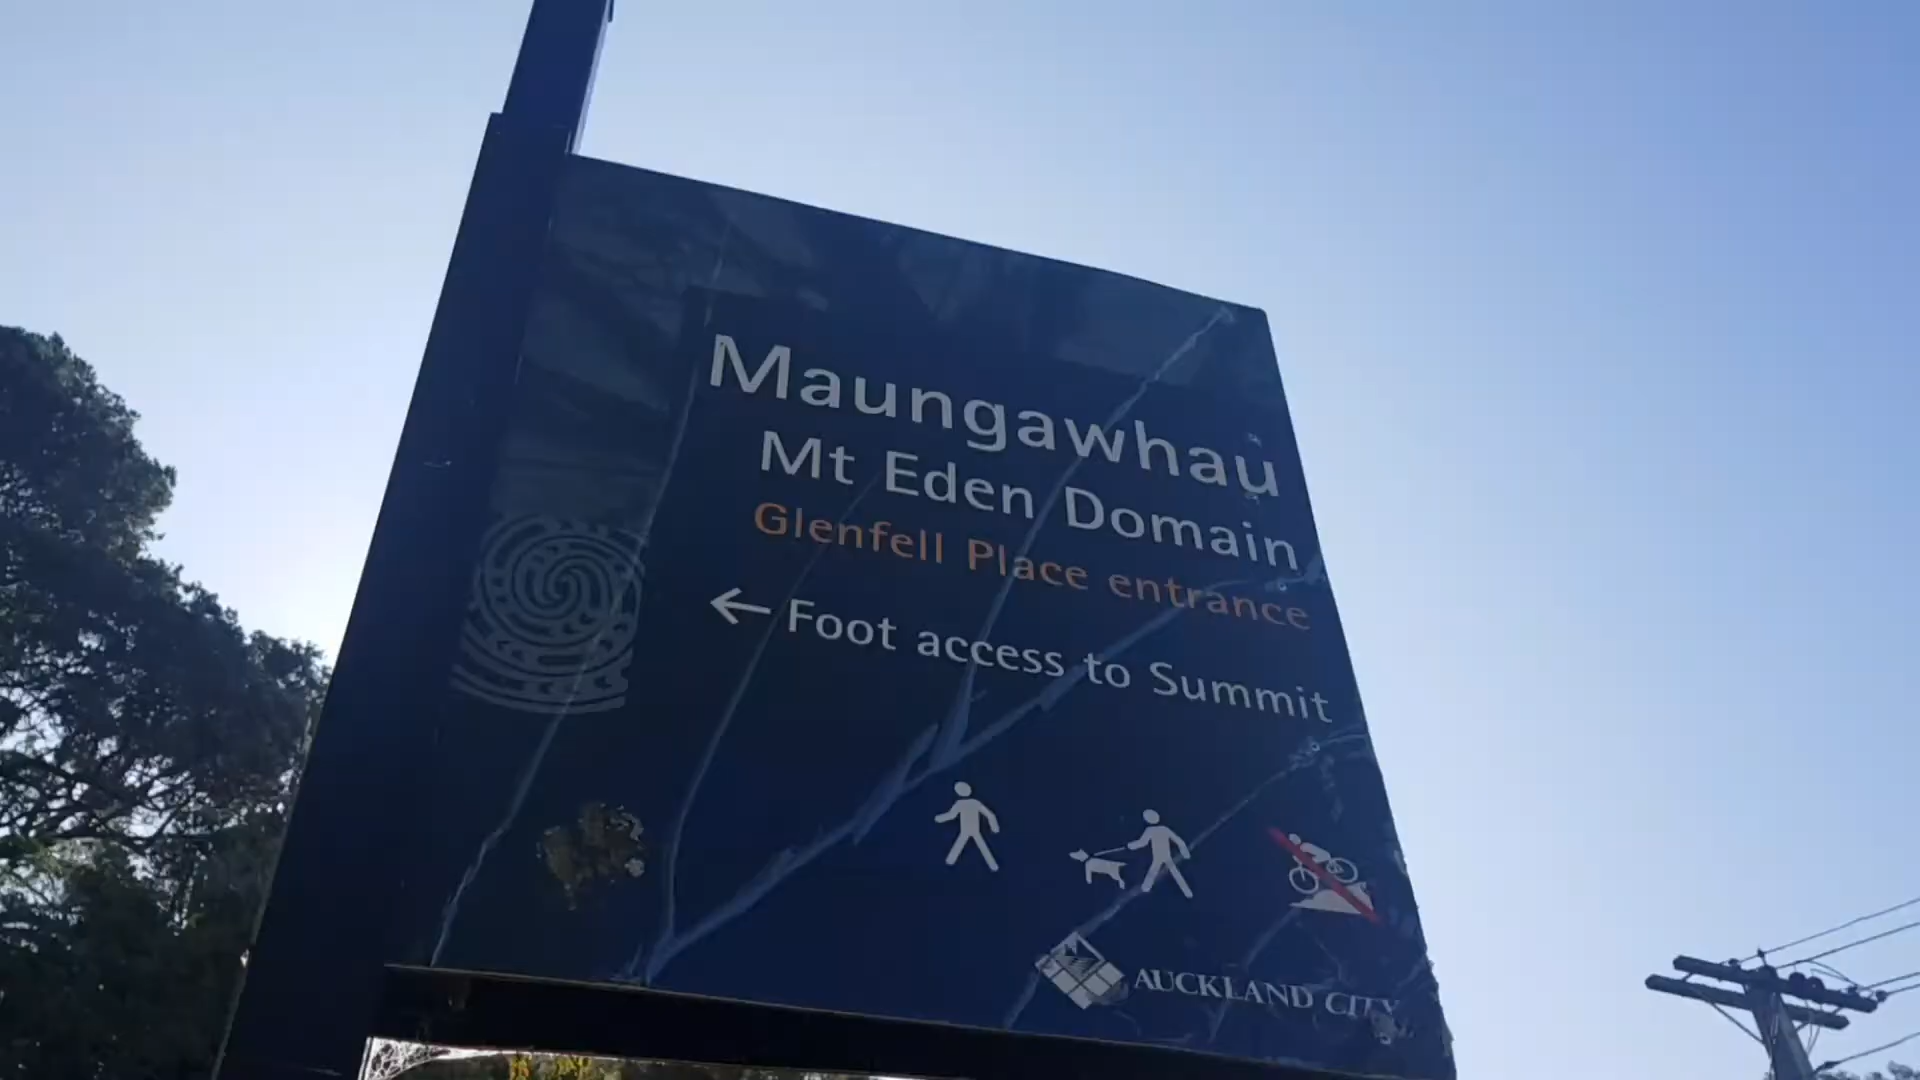 Maungawhau
Mt Eden Domain
Glenfell Place entrance
← Foot access to Summit
AUCKLAND CITY